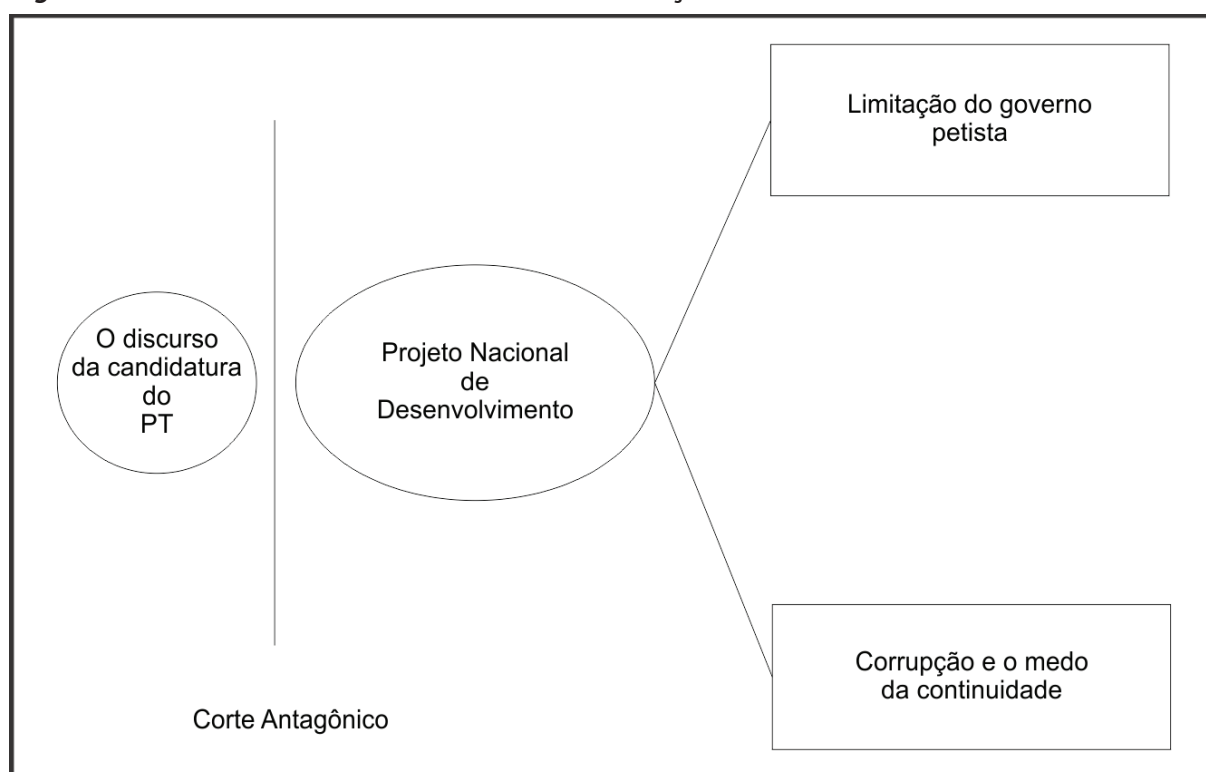 Limitação do governo
petista
O discurso
da candidatura
do
PT
Projeto Nacional
de
Desenvolvimento
Corrupção e o medo
da continuidade
Corte Antagônico